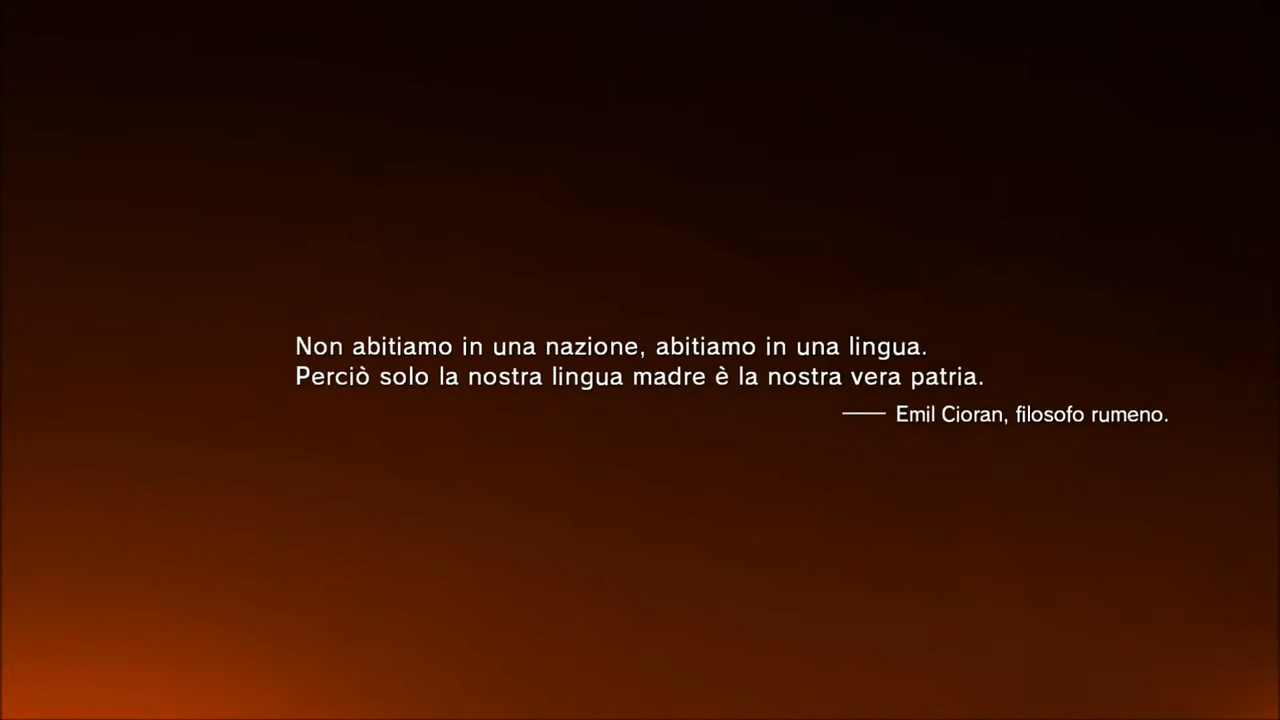 Non abitiamo in una nazione, abitiamo in una lingua.
Perciò solo la nostra lingua madre è la nostra vera patria.
—— Emil Cioran, filosofo rumeno.